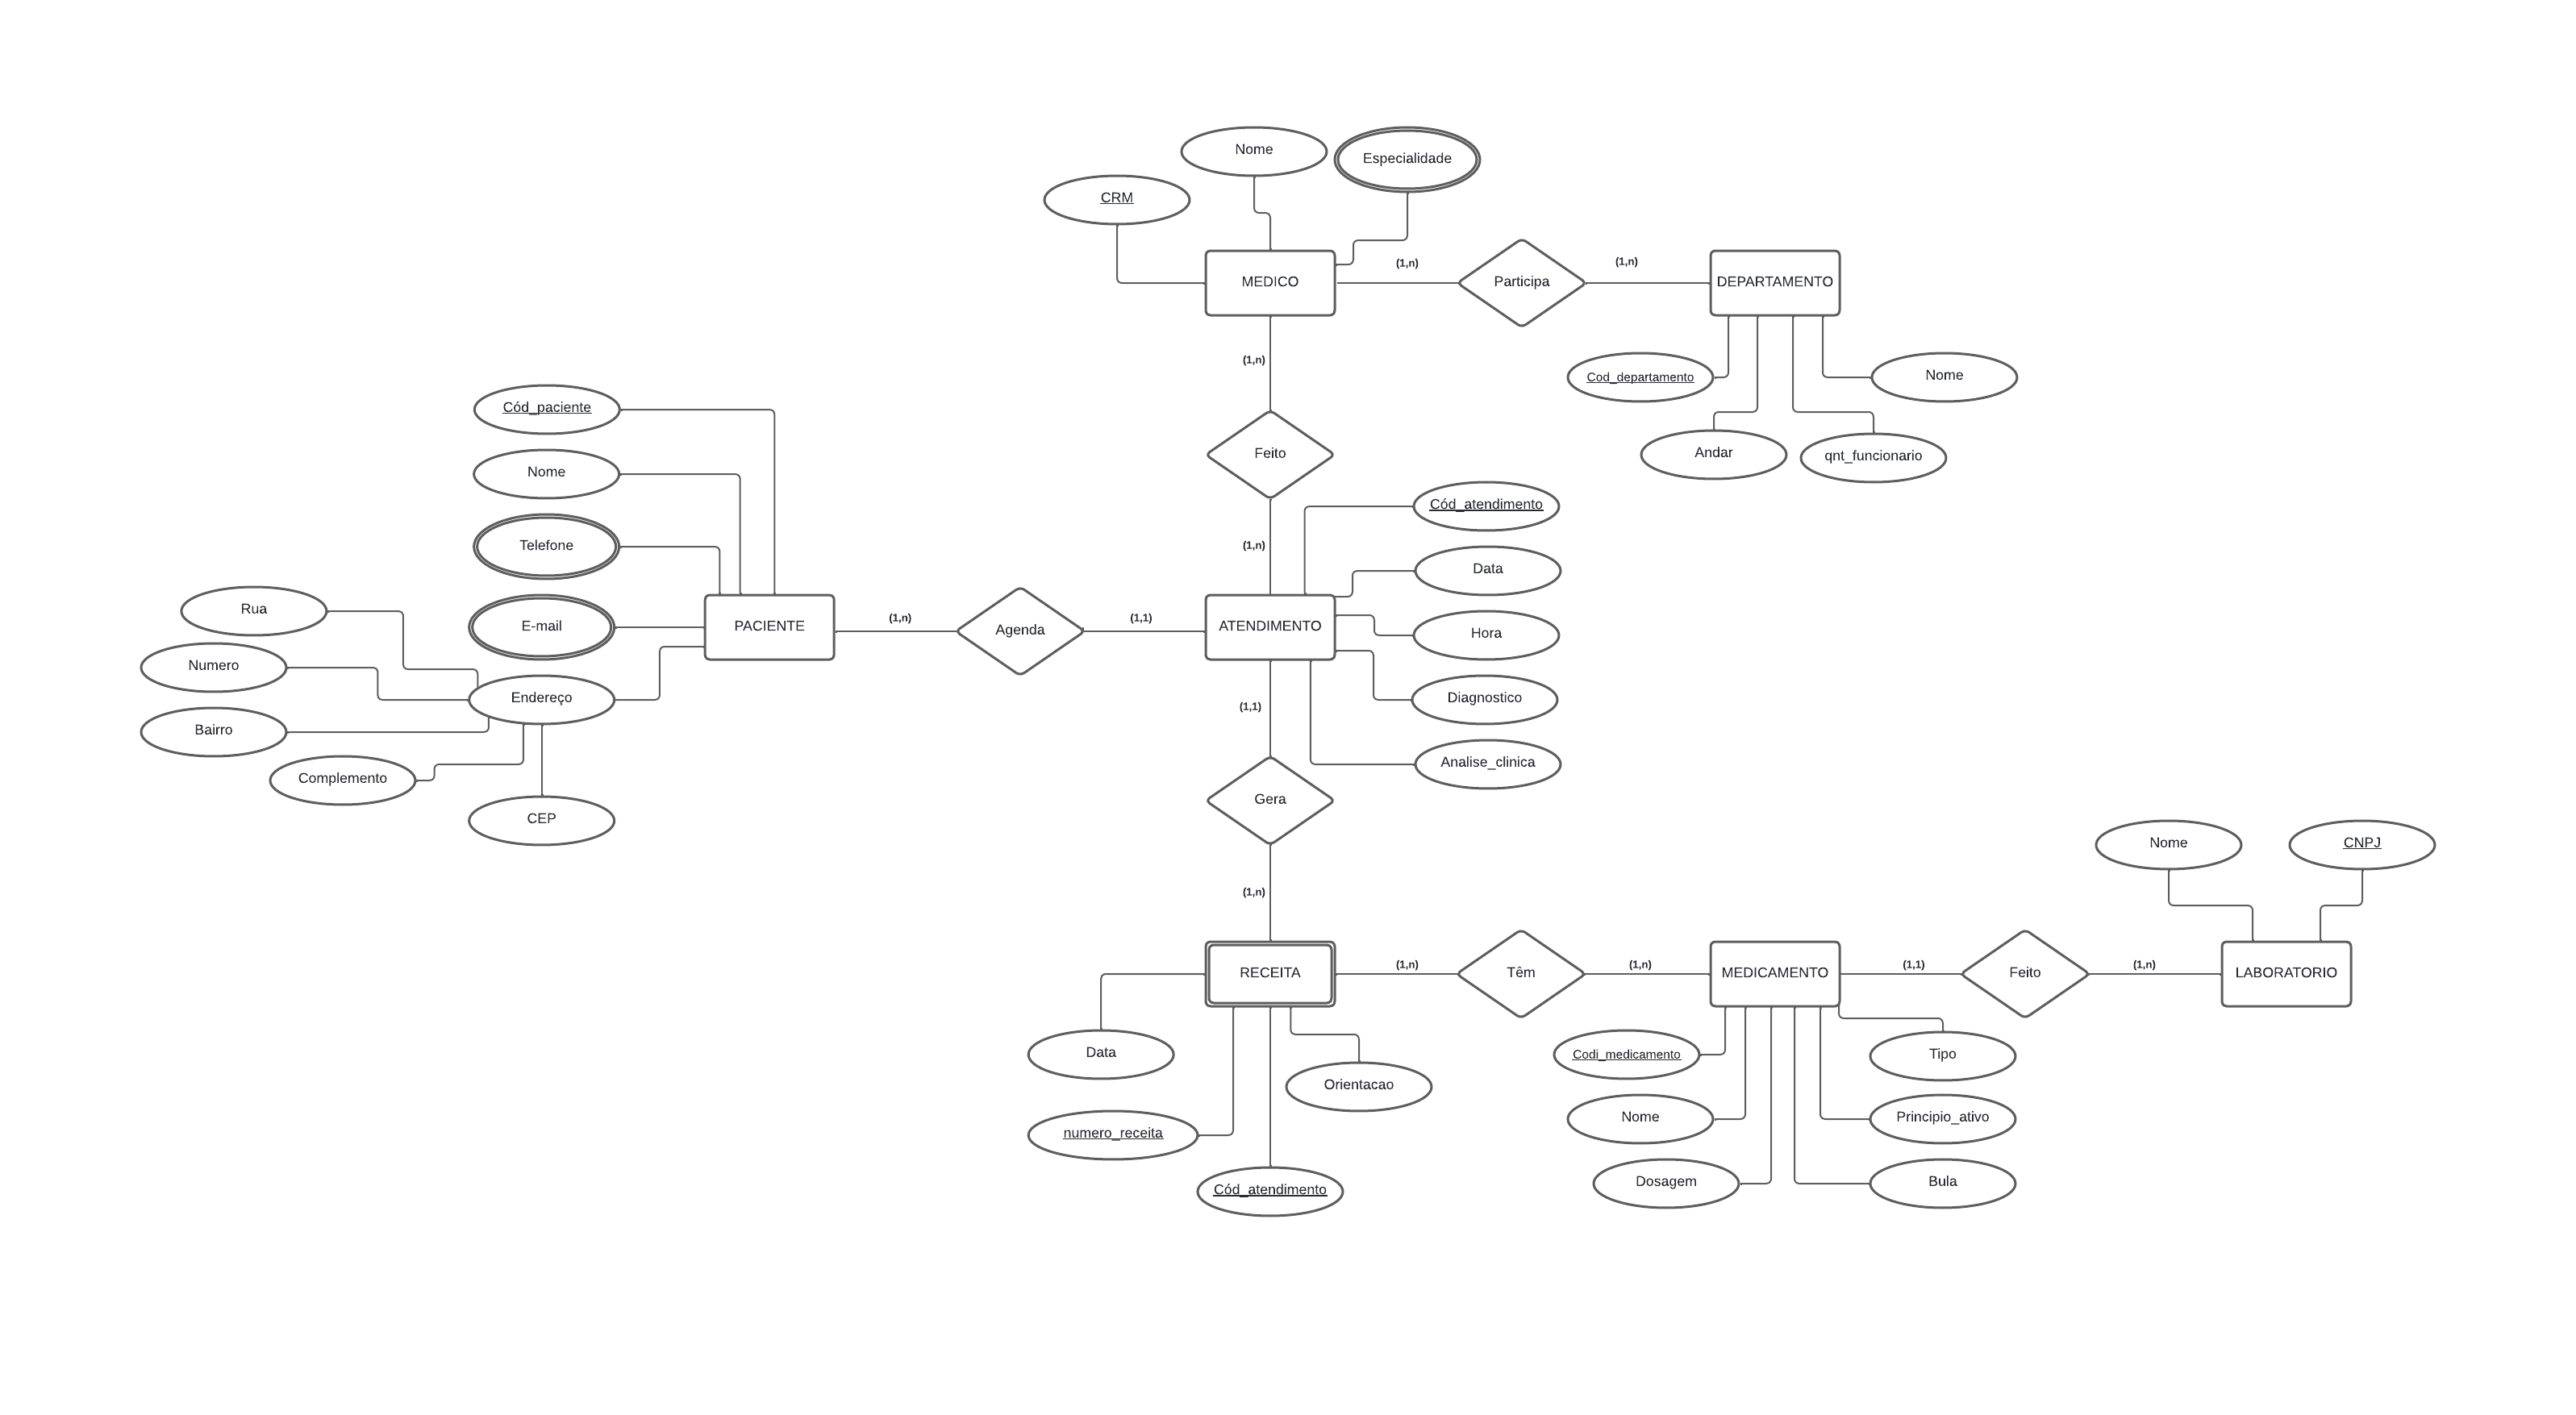 Nome
Especialidade
CRM
MEDICO
(1,n)
Participa
(1,n)
DEPARTAMENTO
(1,n)
Cod_departamento
Nome
Andar
qnt_funcionario
Feito
Cód_paciente
Nome
Telefone
E-mail
Rua
Numero
Bairro
Complemento
CEP
Endereço
PACIENTE
(1,n)
Agenda
(1,1)
(1,n)
ATENDIMENTO
Cód_atendimento
Data
Hora
Diagnostico
Analise_clinica
(1,1)
Gera
(1,n)
Nome
CNPJ
RECEITA
(1,n)
Têm
(1,n)
MEDICAMENTO
(1,1)
Feito
(1,n)
LABORATORIO
Data
Orientacao
numero_receita
Cód_atendimento
Codi_medicamento
Tipo
Nome
Principio_ativo
Dosagem
Bula